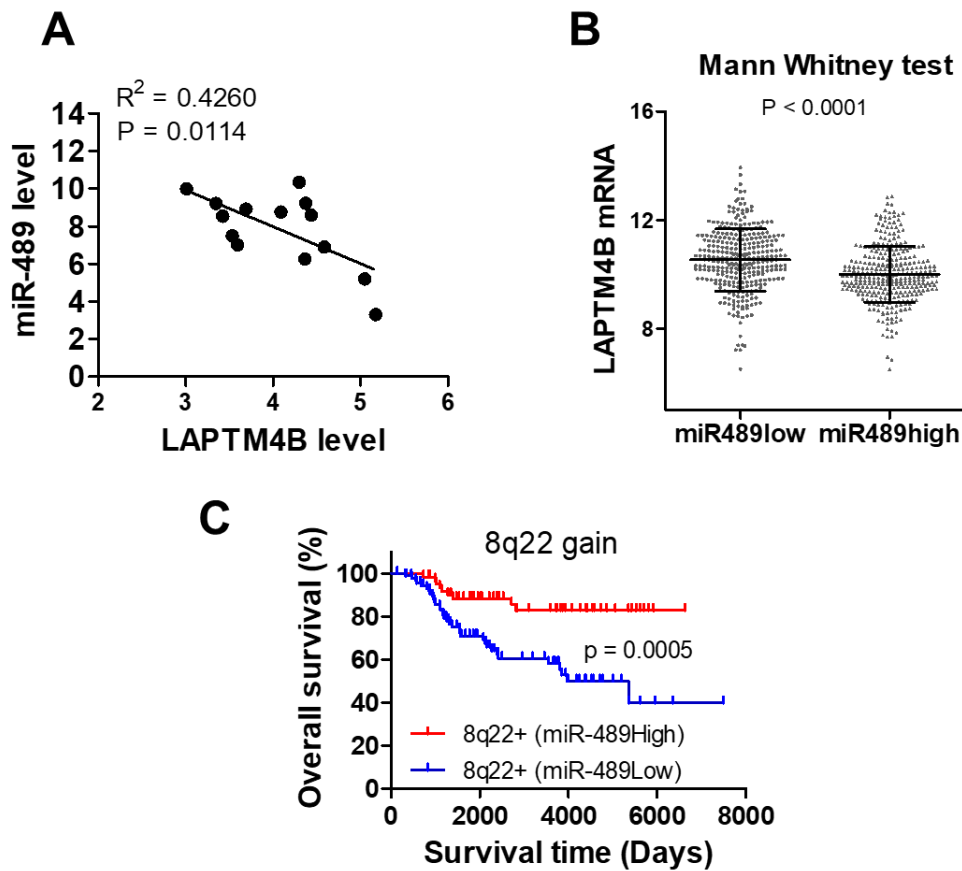 A
R² = 0.4260
P = 0.0114
14
12
10
8
6
4
2
0
miR-489 level
2 3 4 5 6
LAPTM4B level
B
Mann Whitney test
P < 0.0001
16
12
8
LAPTM4B mRNA
miR489low miR489high
C
8q22 gain
100
80
60
40
20
0
Overall survival (%)
p = 0.0005
8q22+ (miR-489High)
8q22+ (miR-489Low)
0 2000 4000 6000 8000
Survival time (Days)